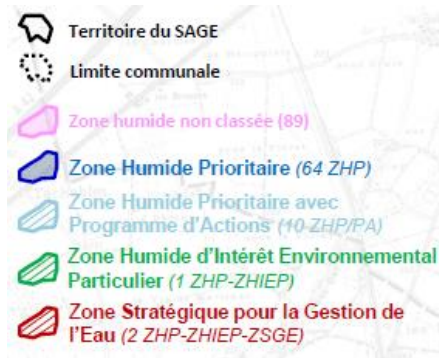 Territoire du SAGE
Limite communale
Zone humide non classée (89)
Zone Humide Prioritaire (64 ZHP)
Zone Humide Prioritaire avec
Programme d'Actions (10 ZHP/PA)
Zone Humide d'Intérêt Environnemental
Particulier (1 ZHP-ZHIEP)
Zone Stratégique pour la Gestion de
l'Eau (2 ZHP-ZHIEP-ZSGE)